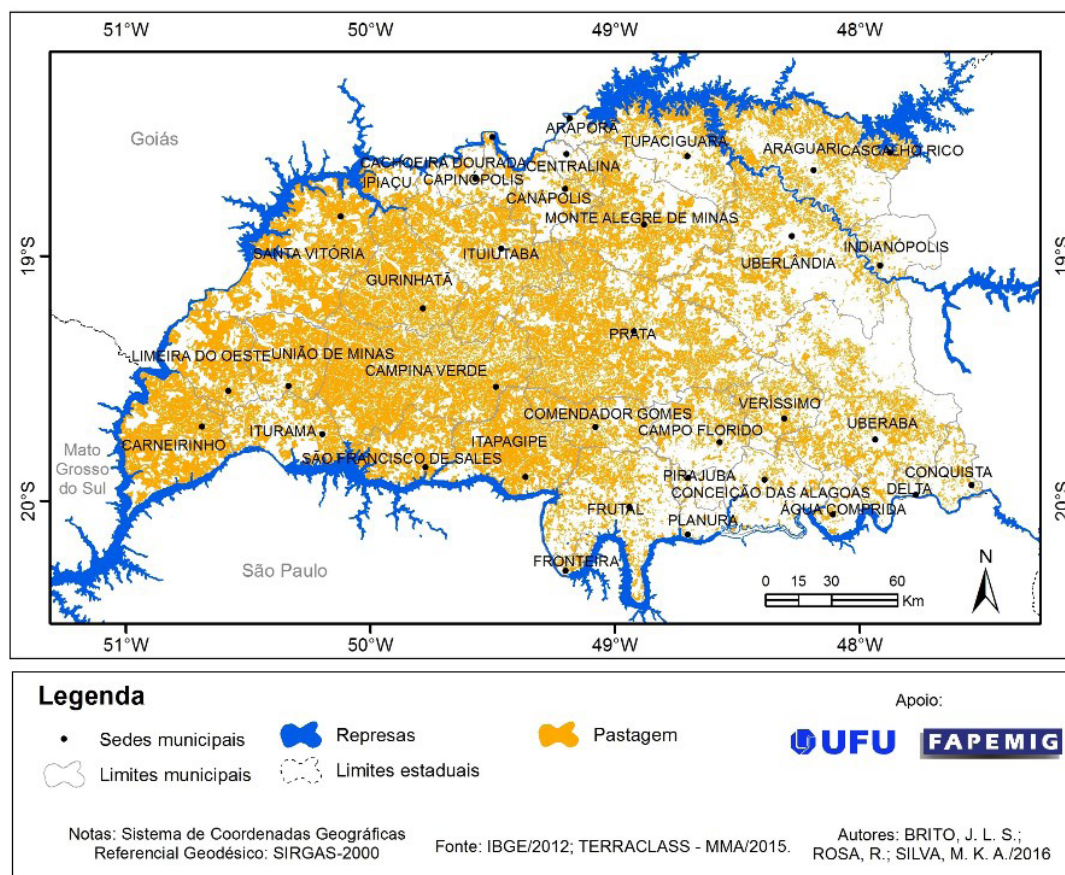 51°W 50°W 49°W 48°W
Goiás
ARAPORÃ
TUPACIGUARA
ARAGUARI
CASCALHO RICO
CACHOEIRA DOURADA
CENTRALINA
IPIAÇU
CAPINÓPOLIS
CANÁPOLIS
MONTE ALEGRE DE MINAS
19°S
SANTA VITÓRIA
ITUIUTABA
UBERLÂNDIA
INDIANÓPOLIS
19°S
GURINHATÃ
PRATA
LIMEIRA DO OESTE
UNIÃO DE MINAS
CAMPINA VERDE
VERÍSSIMO
COMENDADOR GOMES
CAMPO FLORIDO
UBERABA
CARNEIRINHO
ITURAMA
ITAPAGIPE
Mato
Grosso
do Sul
SÃO FRANCISCO DE SALES
PIRAJUBA
CONQUISTA
CONCEIÇÃO DAS ALAGOAS
DELTA
20°S
FRUTAL
PLANURA
ÁGUA COMPRIDA
20°S
FRONTEIRA
São Paulo
N
0 15 30 60
Km
51°W 50°W 49°W 48°W
Legenda
Apoio:
Sedes municipais
Represas
Pastagem
UFU
FAPEMIG
Limites municipais
Limites estaduais
Notas: Sistema de Coordenadas Geográficas
Referencial Geodésico: SIRGAS-2000
Fonte: IBGE/2012; TERRACLASS - MMA/2015.
Autores: BRITO, J. L. S.;
ROSA, R.; SILVA, M. K. A./2016